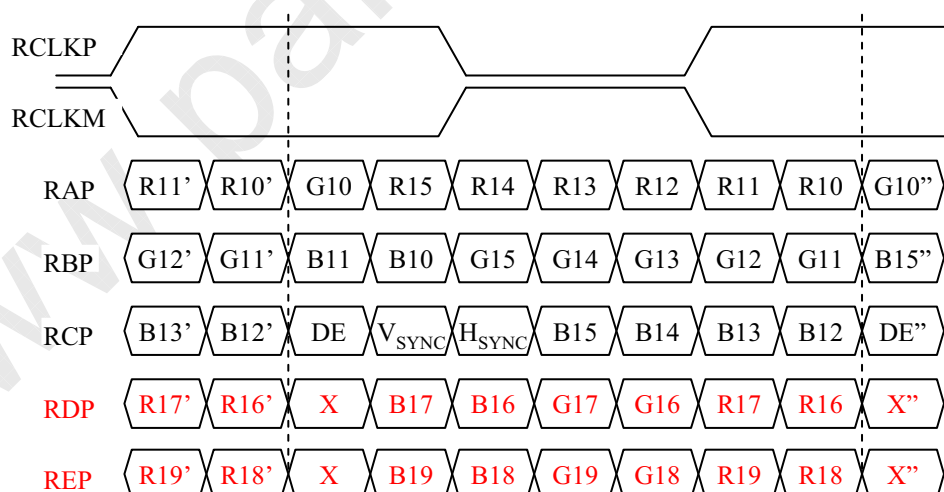 RCLKP
RCLKM
RAP R11’ R10’ G10 R15 R14 R13 R12 R11 R10 G10”
RBP G12’ G11’ B11 B10 G15 G14 G13 G12 G11 B15”
RCP B13’ B12’ DE VSYNC HSYNC B15 B14 B13 B12 DE”
RDP R17’ R16’ X B17 B16 G17 G16 R17 R16 X”
REP R19’ R18’ X B19 B18 G19 G18 R19 R18 X”